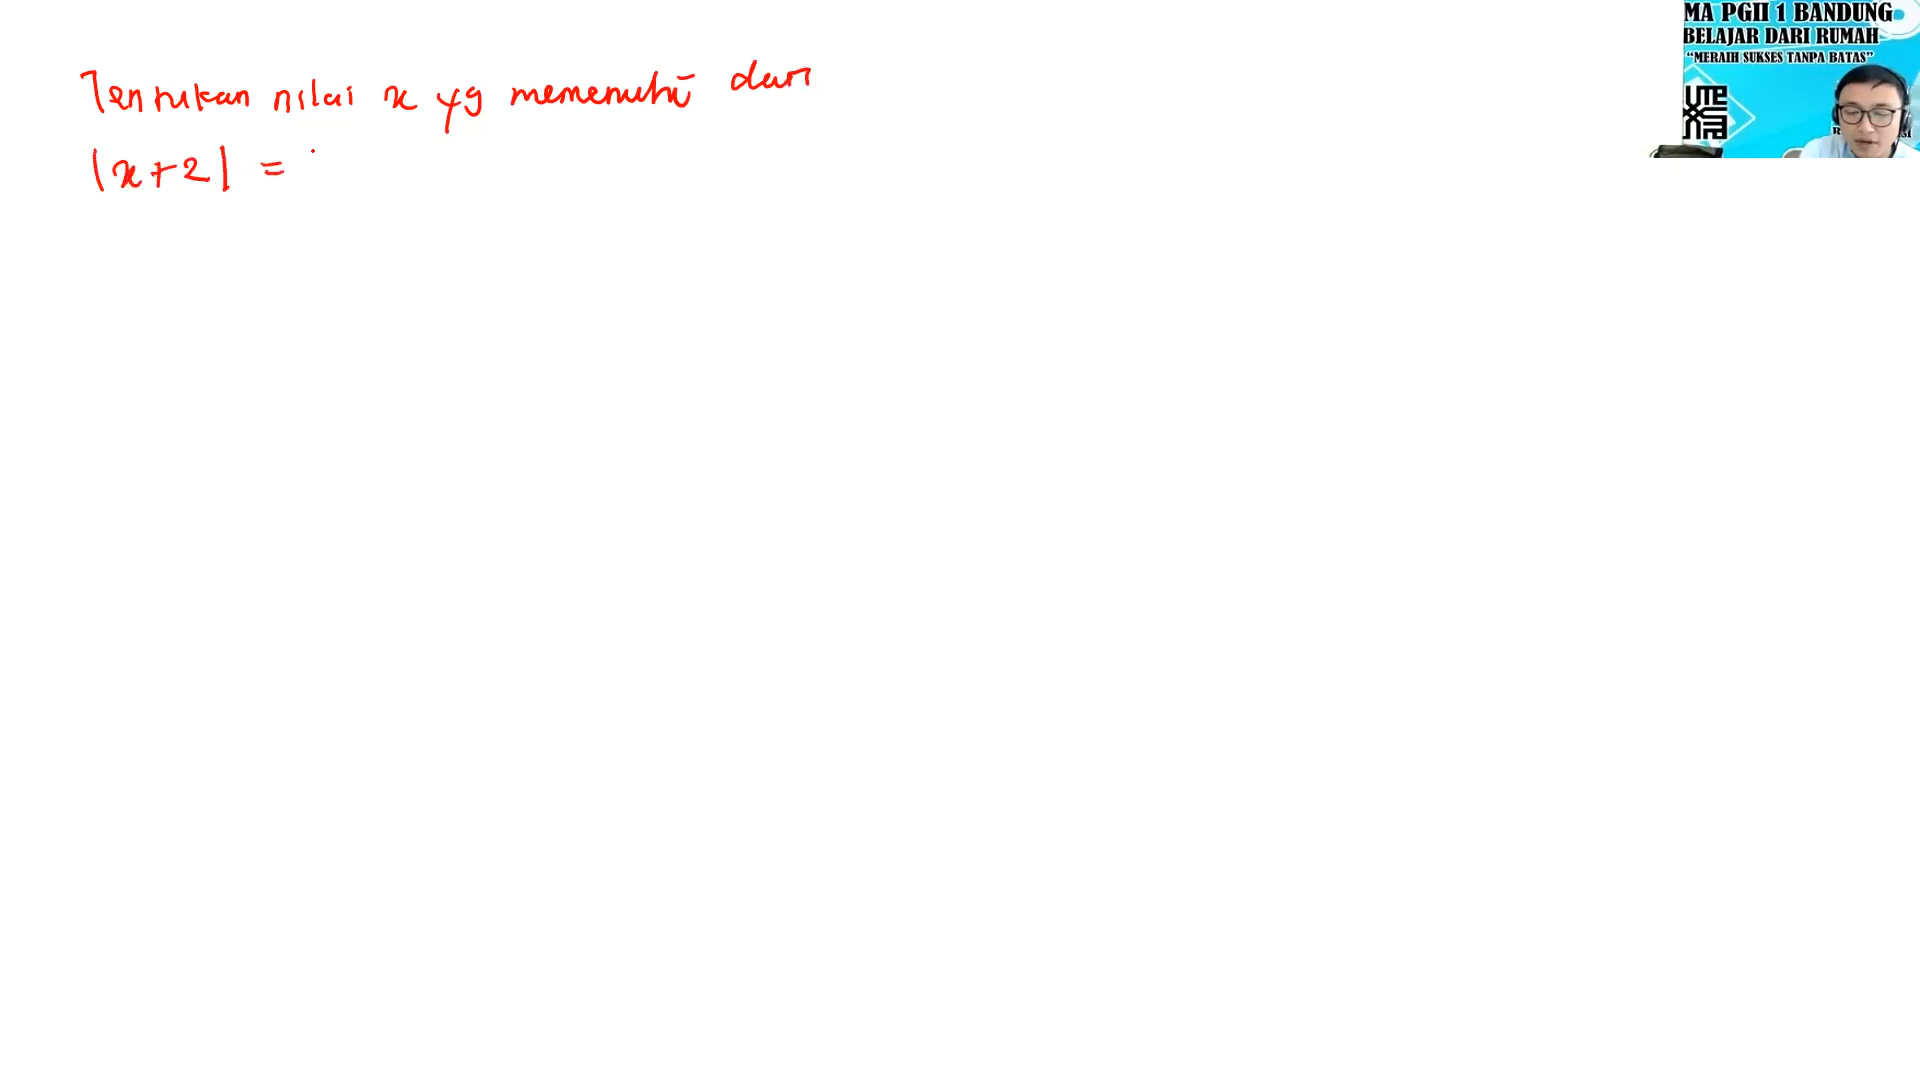 Tentukan nilai x yg memenuhi dari
|x+2| =
MA PGII 1 BANDUNG
BELAJAR DARI RUMAH
“MERAIH SUKSES TANPA BATAS”